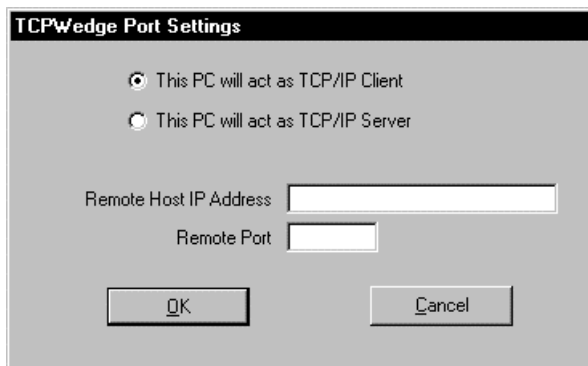 TCPWedge Port Settings
This PC will act as TCP/IP Client
This PC will act as TCP/IP Server
Remote Host IP Address
Remote Port
OK
Cancel